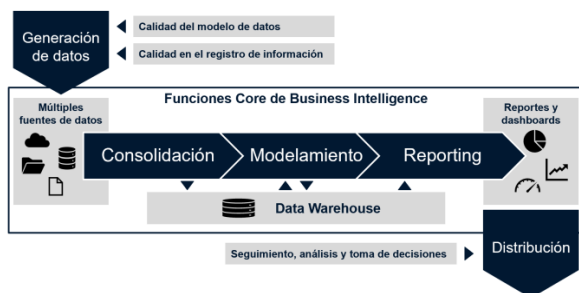 Generación
de datos
Calidad del modelo de datos
Calidad en el registro de información
Funciones Core de Business Intelligence
Múltiples
fuentes de datos
Reportes y
dashboards
Consolidación
Modelamiento
Reporting
Data Warehouse
Seguimiento, análisis y toma de decisiones
Distribución